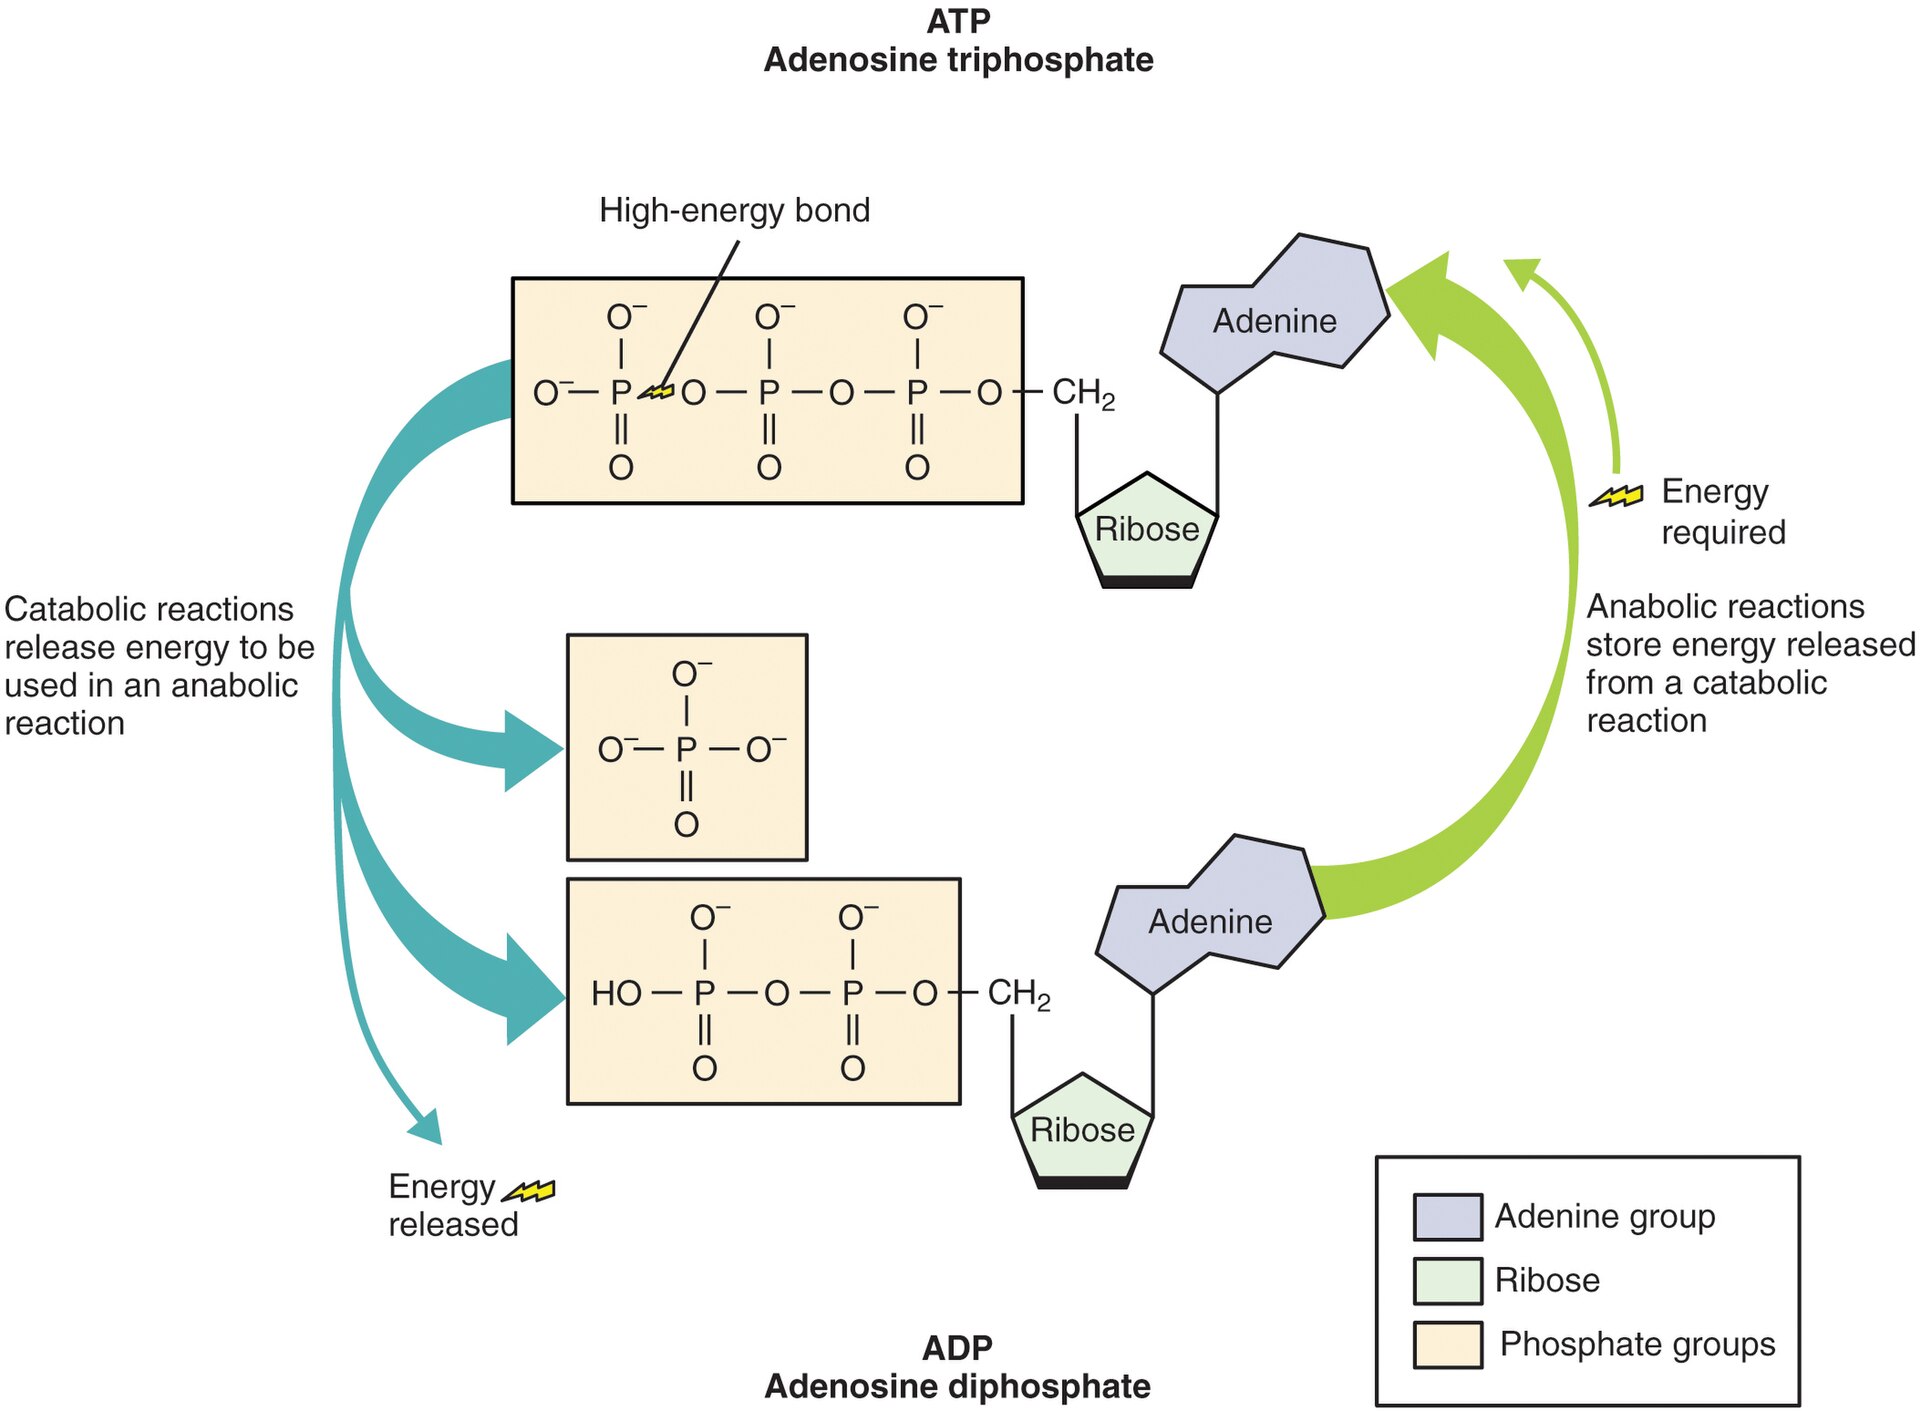 ATP
Adenosine triphosphate
High-energy bond
O⁻ O⁻ O⁻
O⁻ P O P O P O CH₂
O O O
Adenine
Ribose
Energy
required
Catabolic reactions
release energy to be
used in an anabolic
reaction
Anabolic reactions
store energy released
from a catabolic
reaction
O⁻
O⁻ P O⁻
O
O⁻ O⁻
HO P O P O CH₂
O O
Adenine
Ribose
Energy
released
Adenine group
Ribose
Phosphate groups
ADP
Adenosine diphosphate